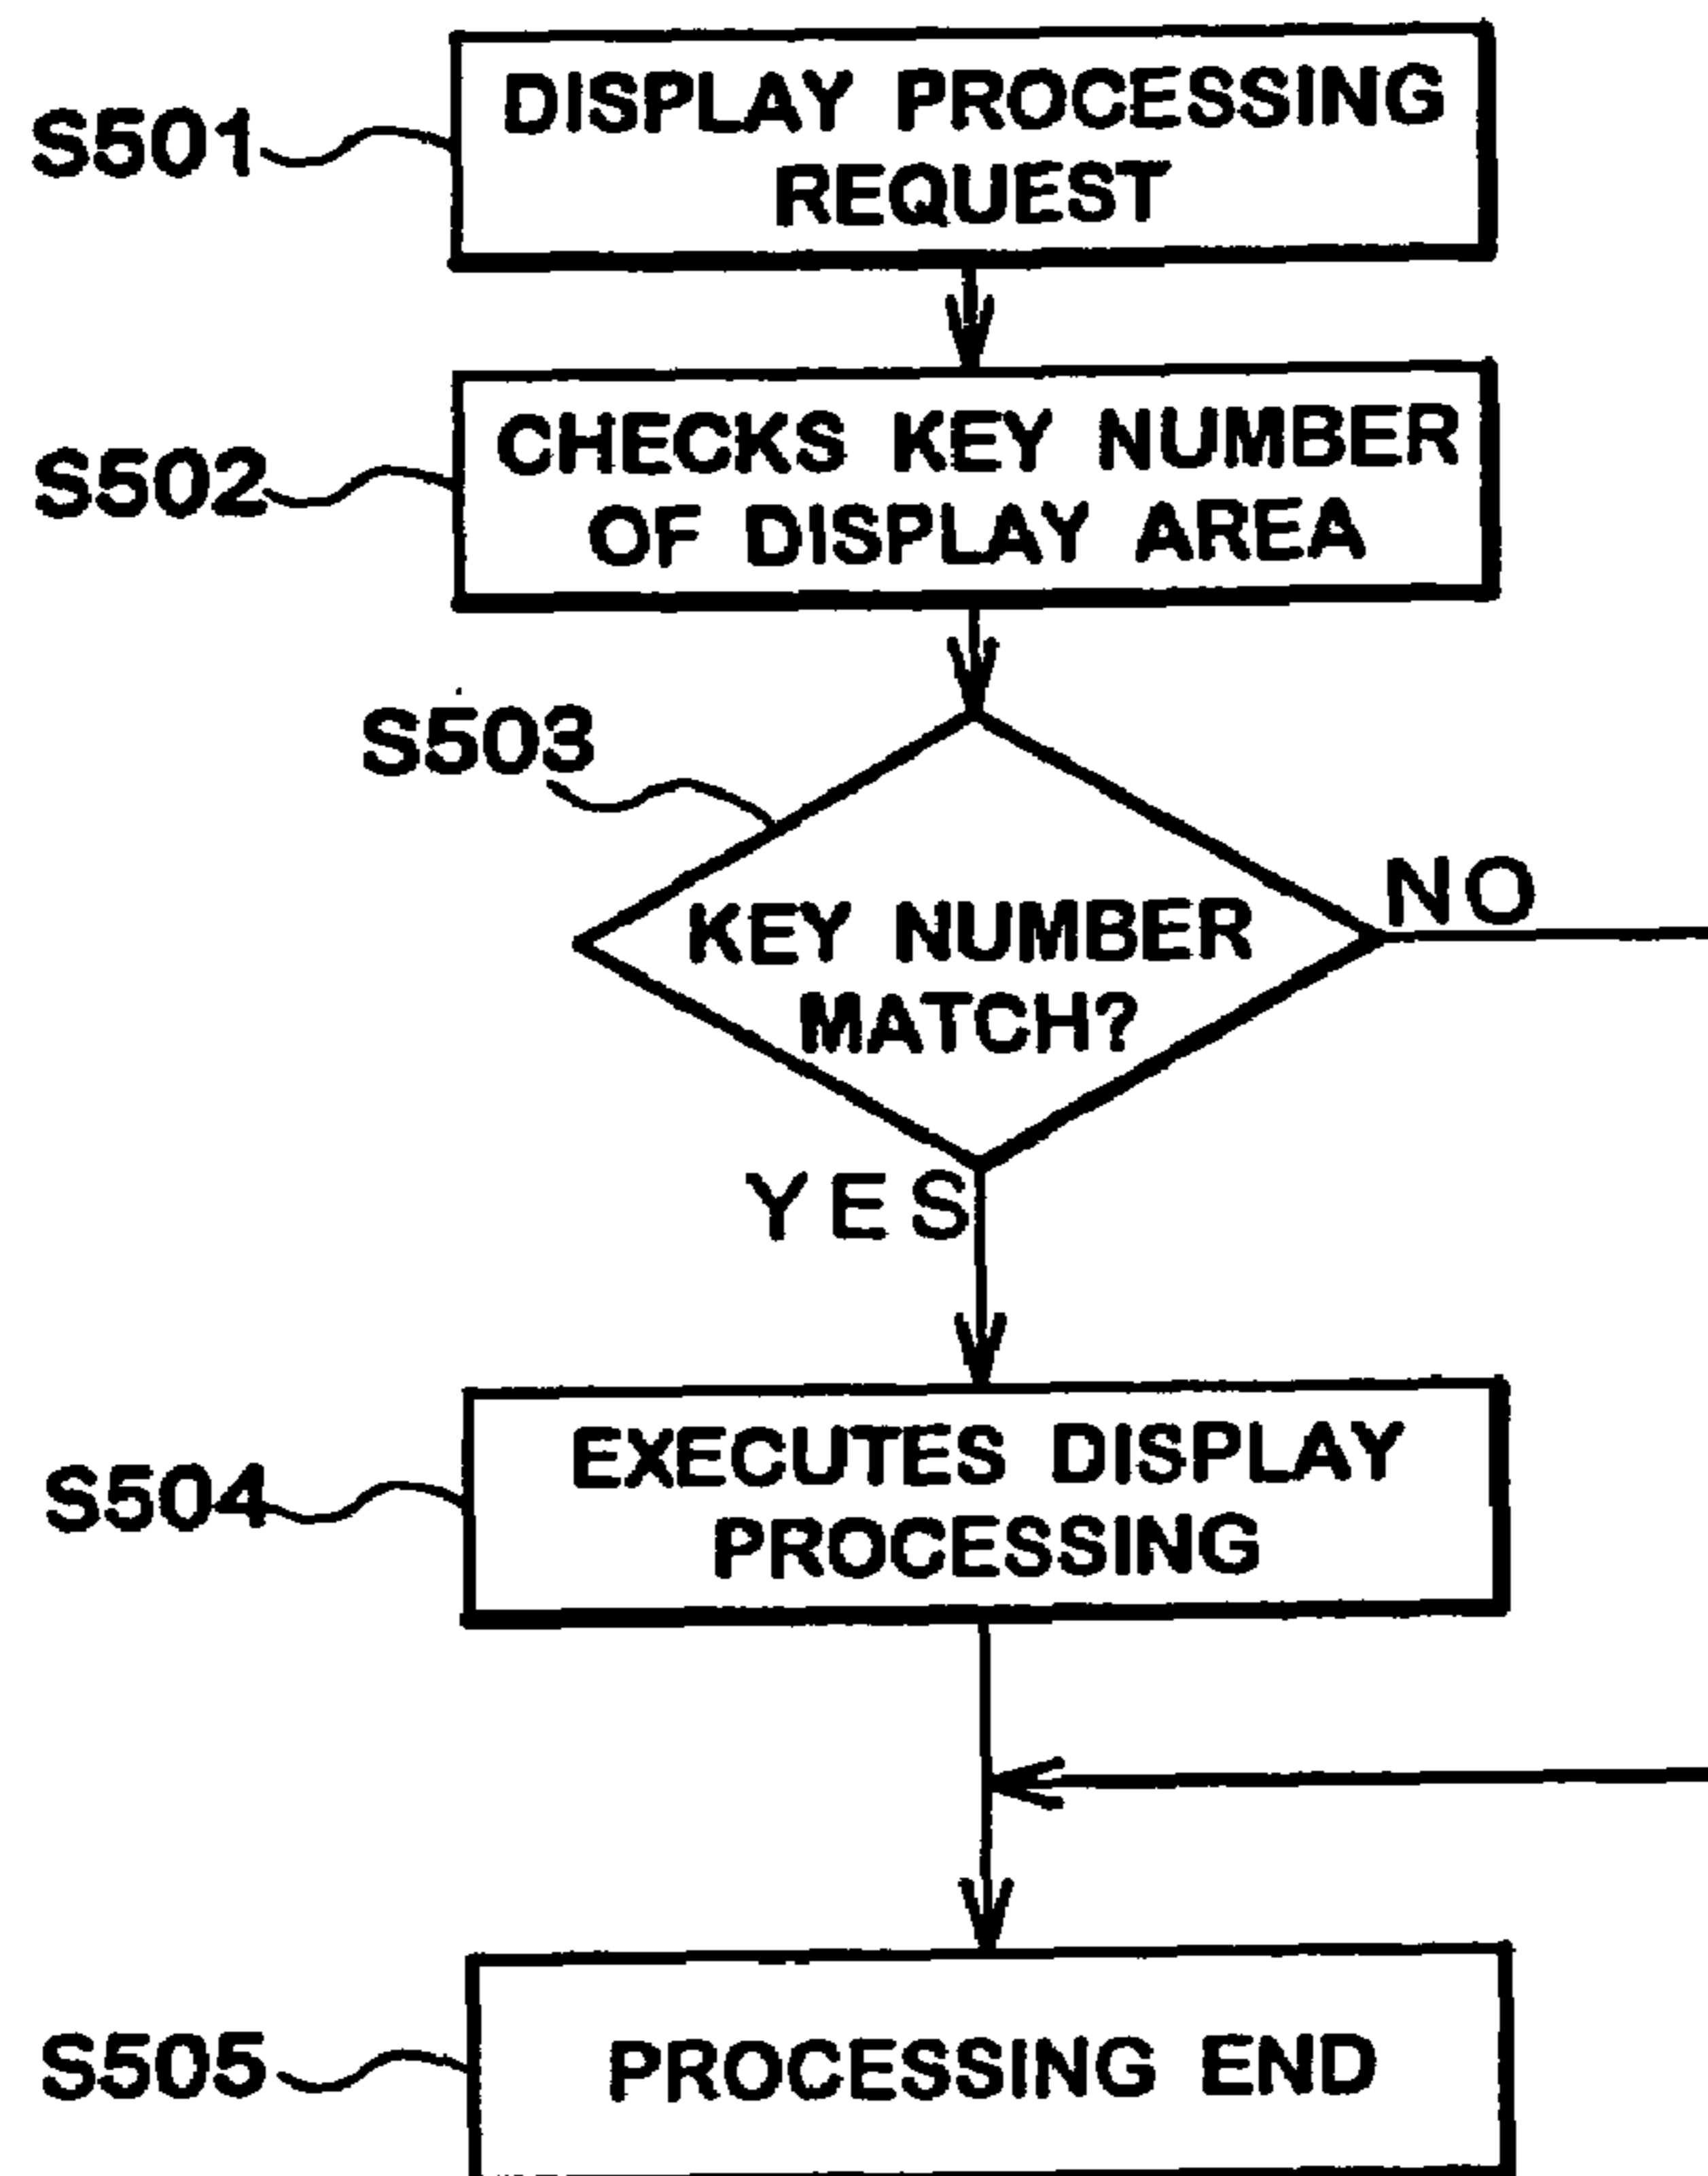 S501
DISPLAY PROCESSING
REQUEST
S502
CHECKS KEY NUMBER
OF DISPLAY AREA
S503
KEY NUMBER
MATCH?
NO
YES
S504
EXECUTES DISPLAY
PROCESSING
S505
PROCESSING END